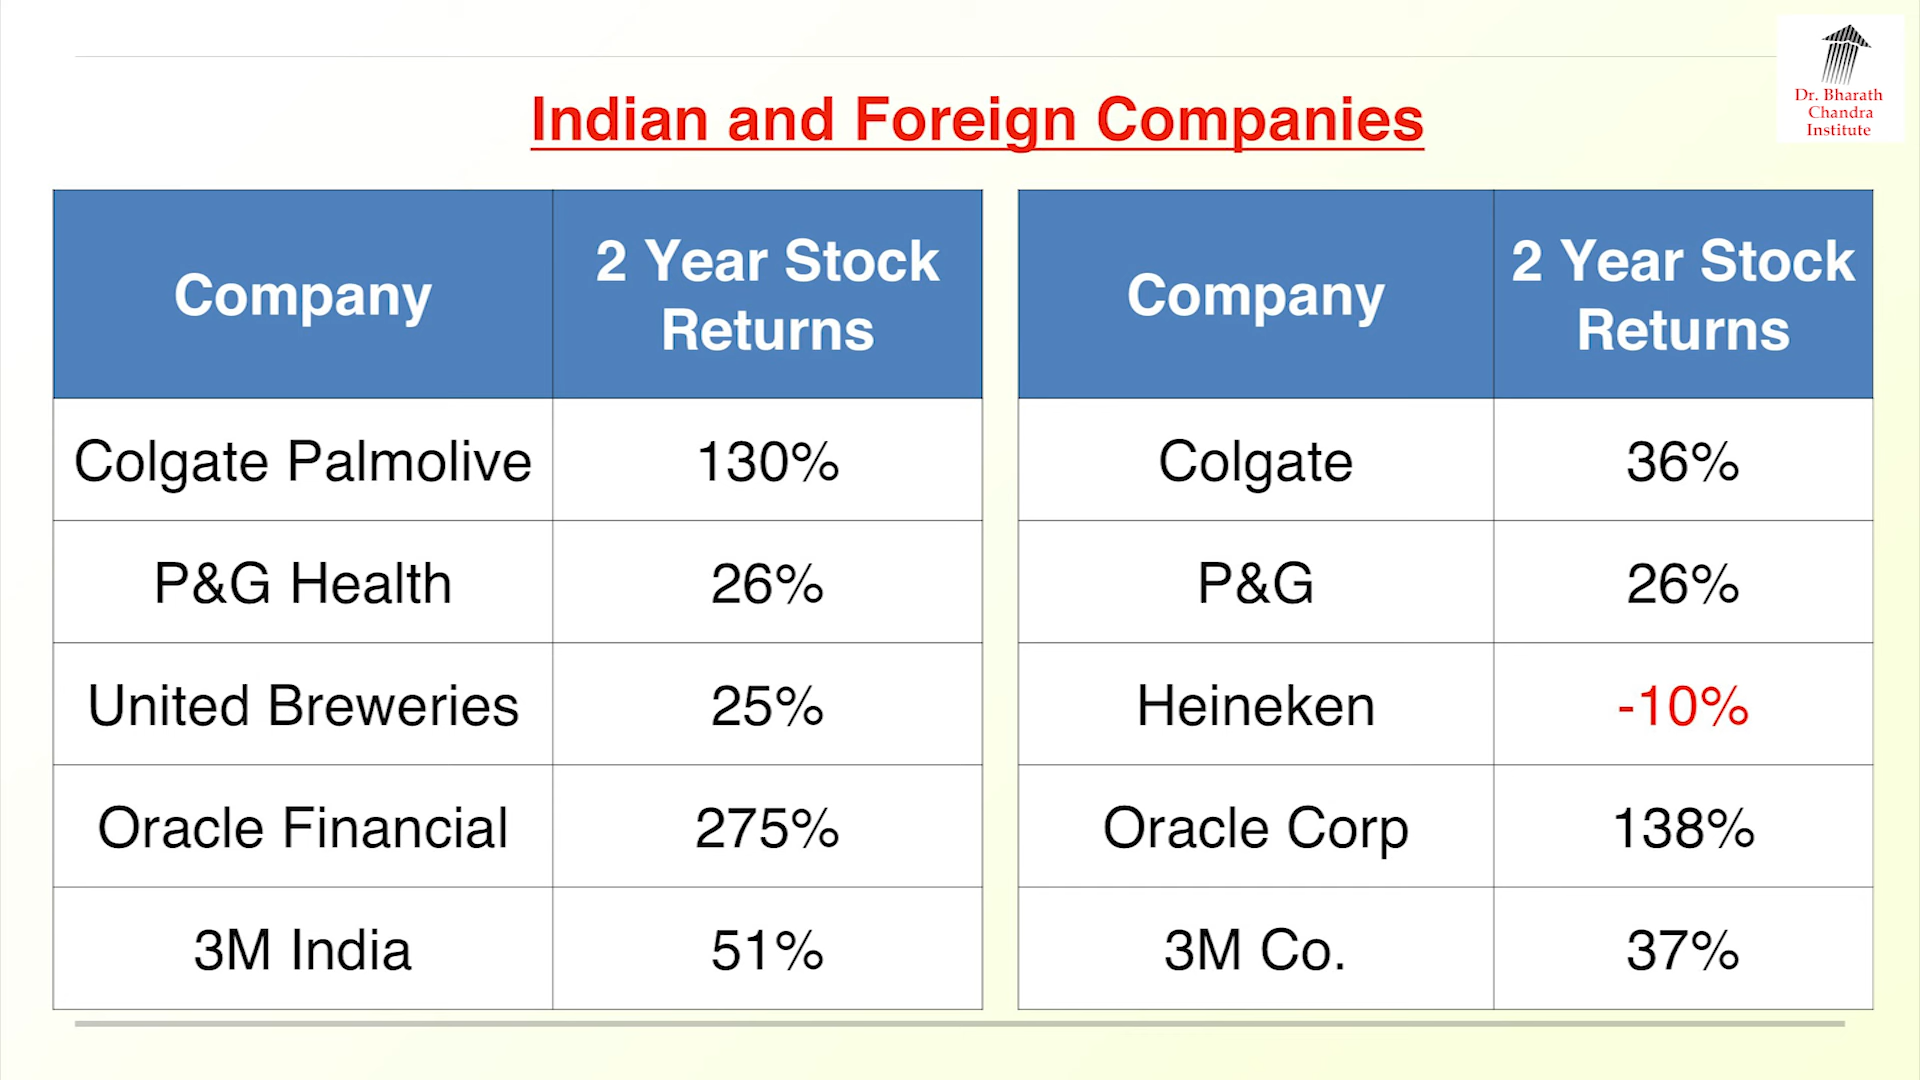 Dr. Bharath
Chandra
Institute
Indian and Foreign Companies
Company
2 Year Stock
Returns
Colgate Palmolive 130%
P&G Health 26%
United Breweries 25%
Oracle Financial 275%
3M India 51%
Company
2 Year Stock
Returns
Colgate 36%
P&G 26%
Heineken -10%
Oracle Corp 138%
3M Co. 37%